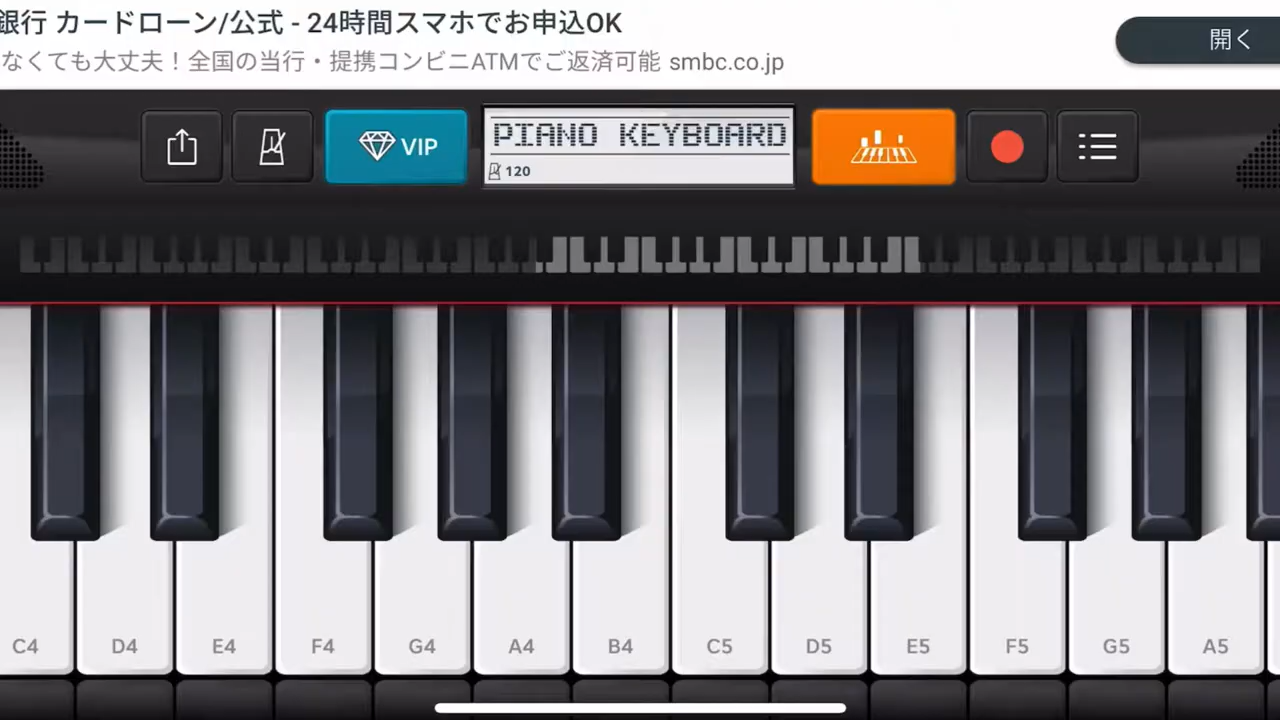 銀行 カードローン/公式 - 24時間スマホでお申込OK
なくても大丈夫！全国の当行・提携コンビニATMでご返済可能 smbc.co.jp
開く
VIP
PIANO KEYBOARD
120
C4 D4 E4 F4 G4 A4 B4 C5 D5 E5 F5 G5 A5